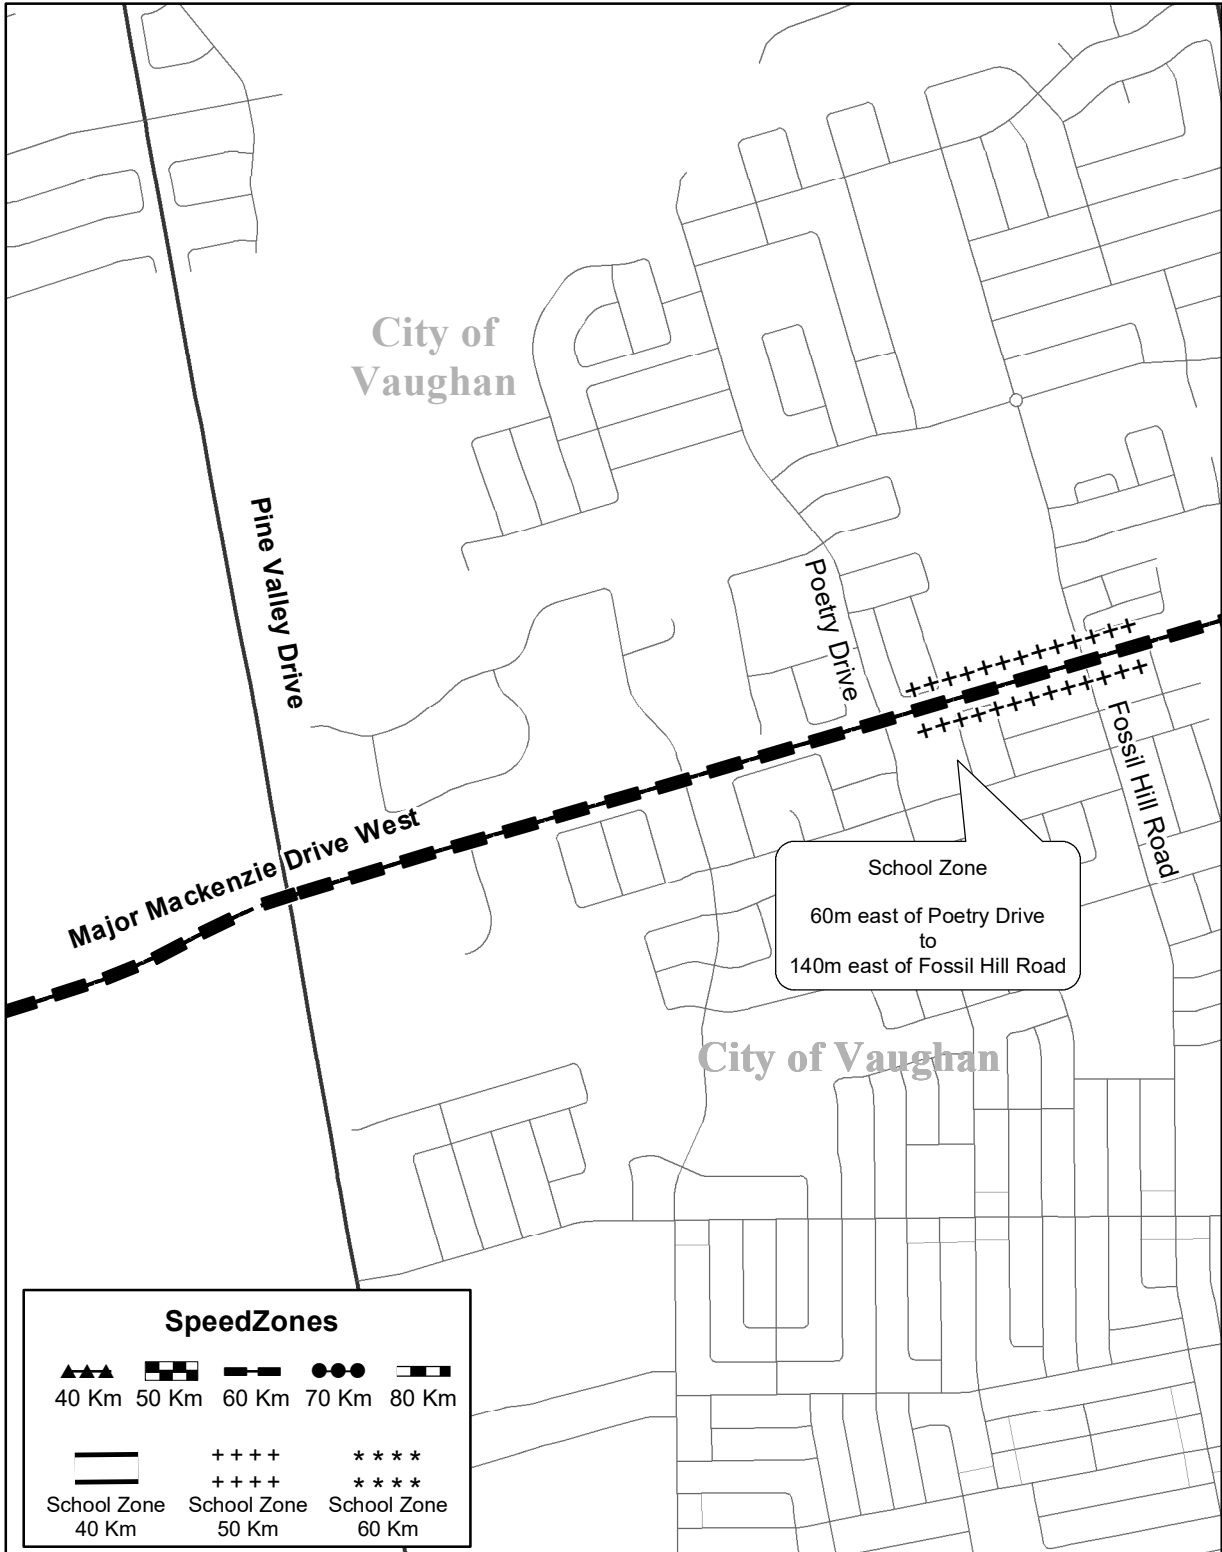 City of
Vaughan
Pine Valley Drive
Poetry Drive
Fossil Hill Road
Major Mackenzie Drive West
School Zone
60m east of Poetry Drive
to
140m east of Fossil Hill Road
City of Vaughan
SpeedZones
40 Km 50 Km 60 Km 70 Km 80 Km
School Zone School Zone School Zone
40 Km 50 Km 60 Km